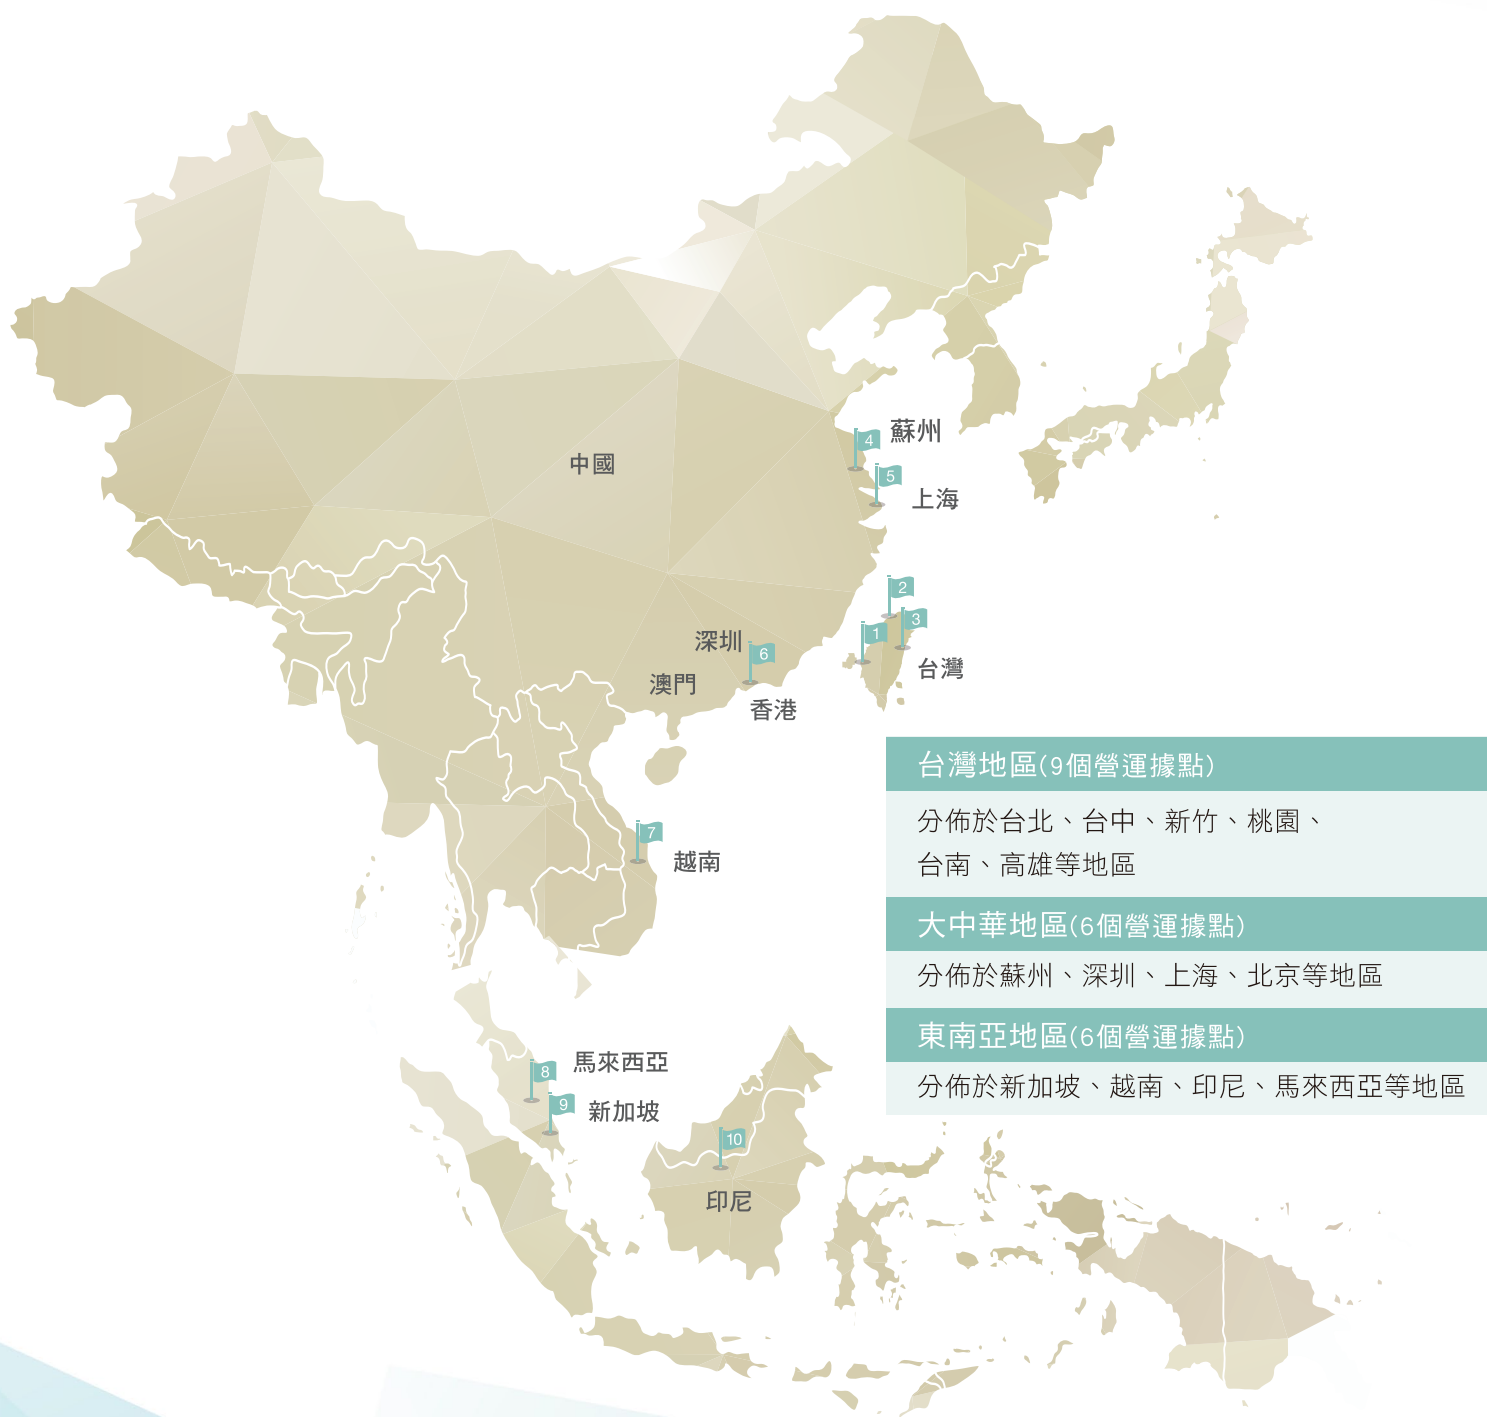 4
蘇州
中國
5
上海
2
3
1
台灣
深圳
6
澳門
香港
台灣地區(9個營運據點)
分佈於台北、台中、新竹、桃園、
台南、高雄等地區
7
越南
大中華地區(6個營運據點)
分佈於蘇州、深圳、上海、北京等地區
東南亞地區(6個營運據點)
分佈於新加坡、越南、印尼、馬來西亞等地區
8
馬來西亞
9
新加坡
10
印尼